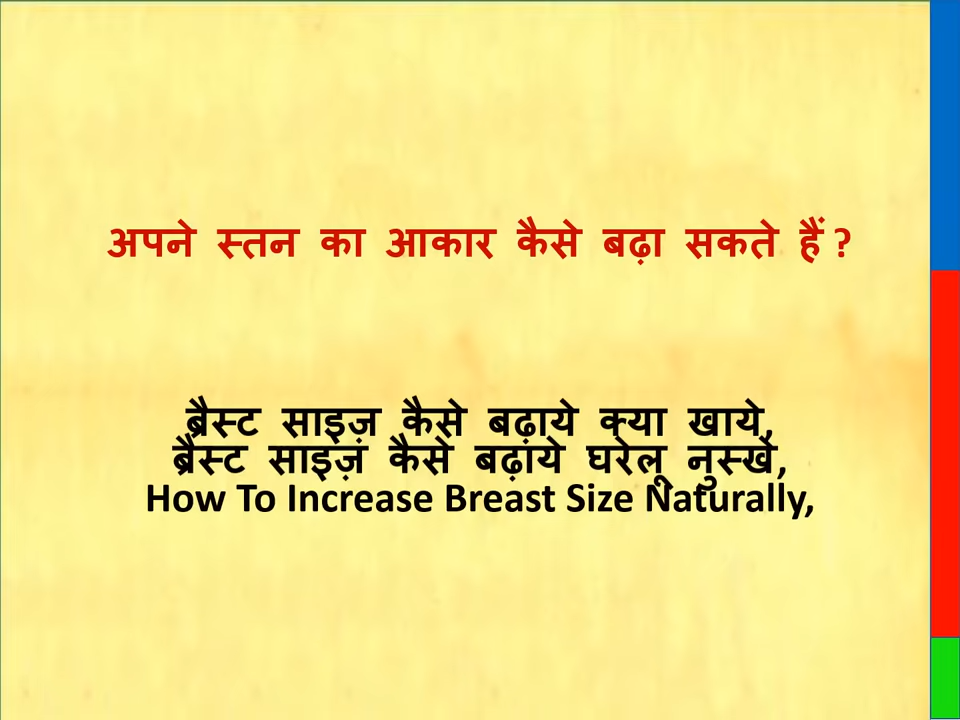 अपने स्तन का आकार कैसे बढ़ा सकते हैं ?
ब्रैस्ट साइज़ कैसे बढ़ाये क्या खाये,
ब्रैस्ट साइज़ कैसे बढ़ाये घरेलू नुस्खे,
How To Increase Breast Size Naturally,